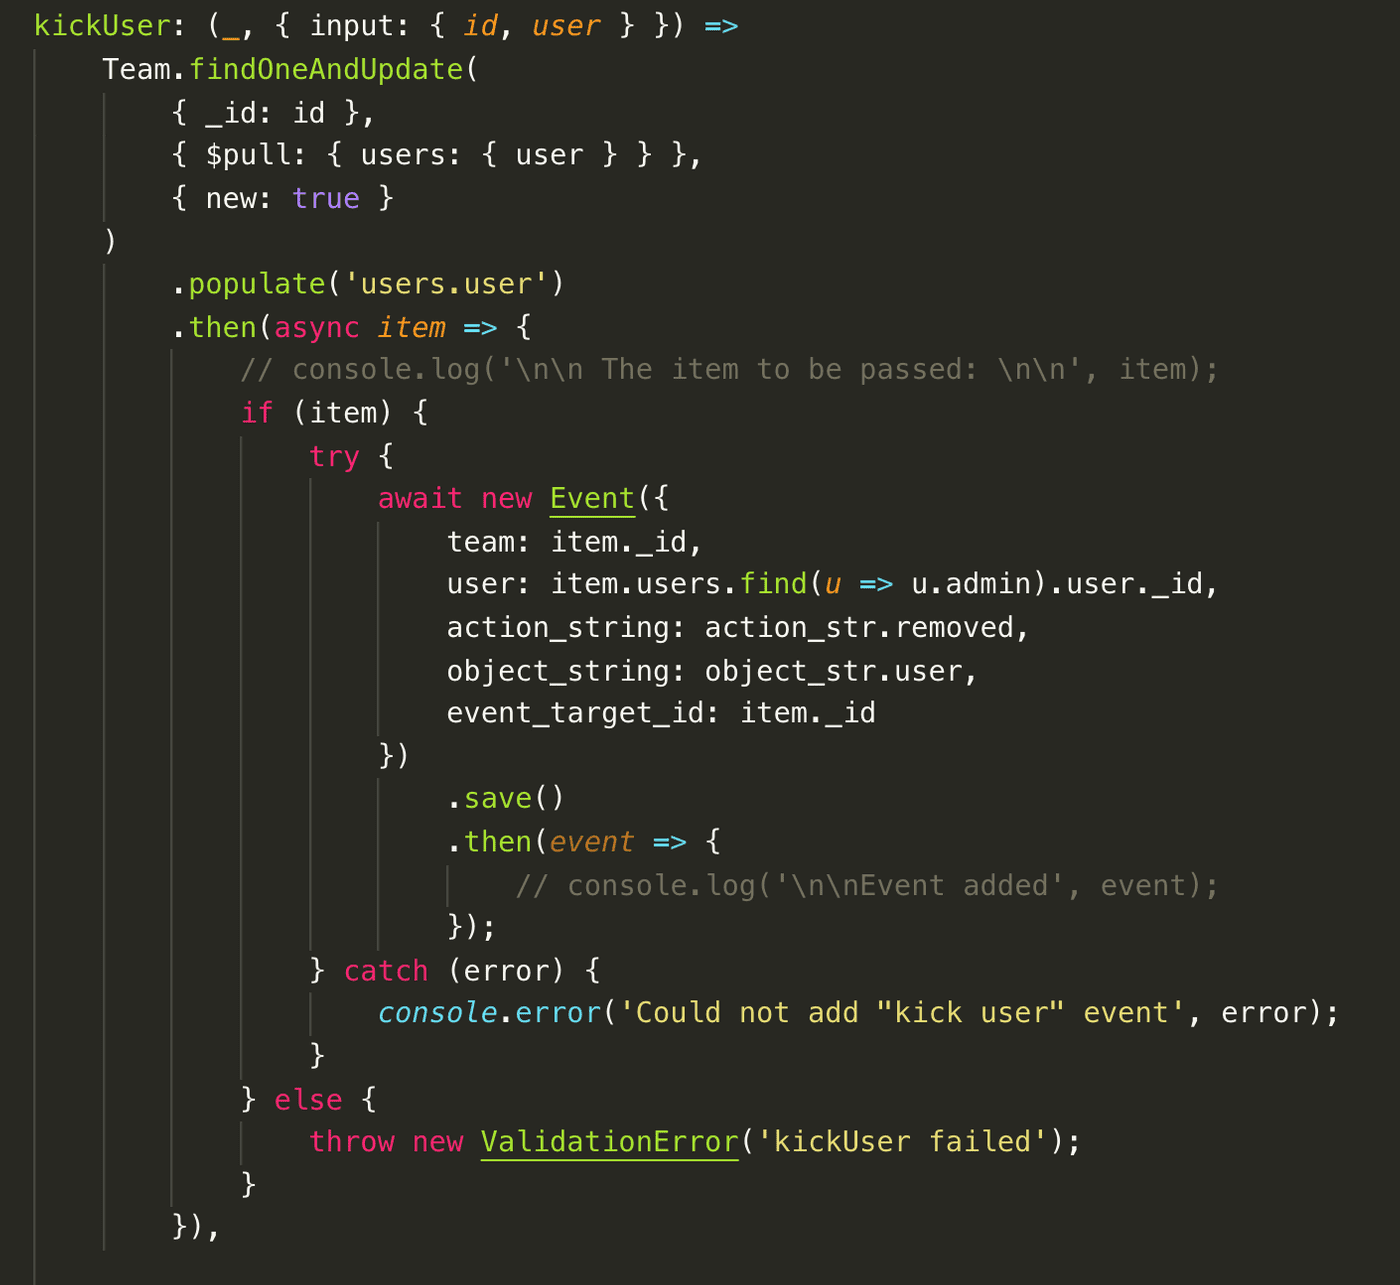 kickUser: (_, { input: { id, user } }) =>
    Team.findOneAndUpdate(
        { _id: id },
        { $pull: { users: { user } } },
        { new: true }
    )
        .populate('users.user')
        .then(async item => {
            // console.log('\n\n The item to be passed: \n\n', item);
            if (item) {
                try {
                    await new Event({
                        team: item._id,
                        user: item.users.find(u => u.admin).user._id,
                        action_string: action_str.removed,
                        object_string: object_str.user,
                        event_target_id: item._id
                    })
                        .save()
                        .then(event => {
                            // console.log('\n\nEvent added', event);
                        });
                } catch (error) {
                    console.error('Could not add "kick user" event', error);
                }
            } else {
                throw new ValidationError('kickUser failed');
            }
        }),